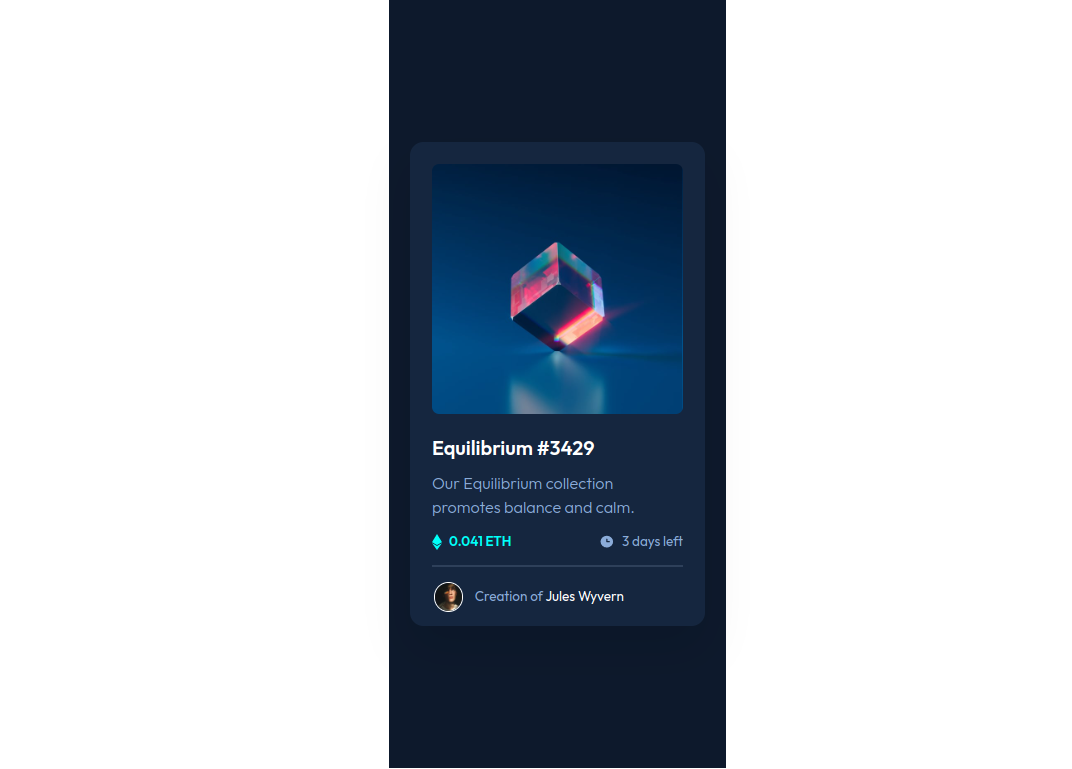 Equilibrium #3429
Our Equilibrium collection
promotes balance and calm.
0.041 ETH
3 days left
Creation of Jules Wyvern